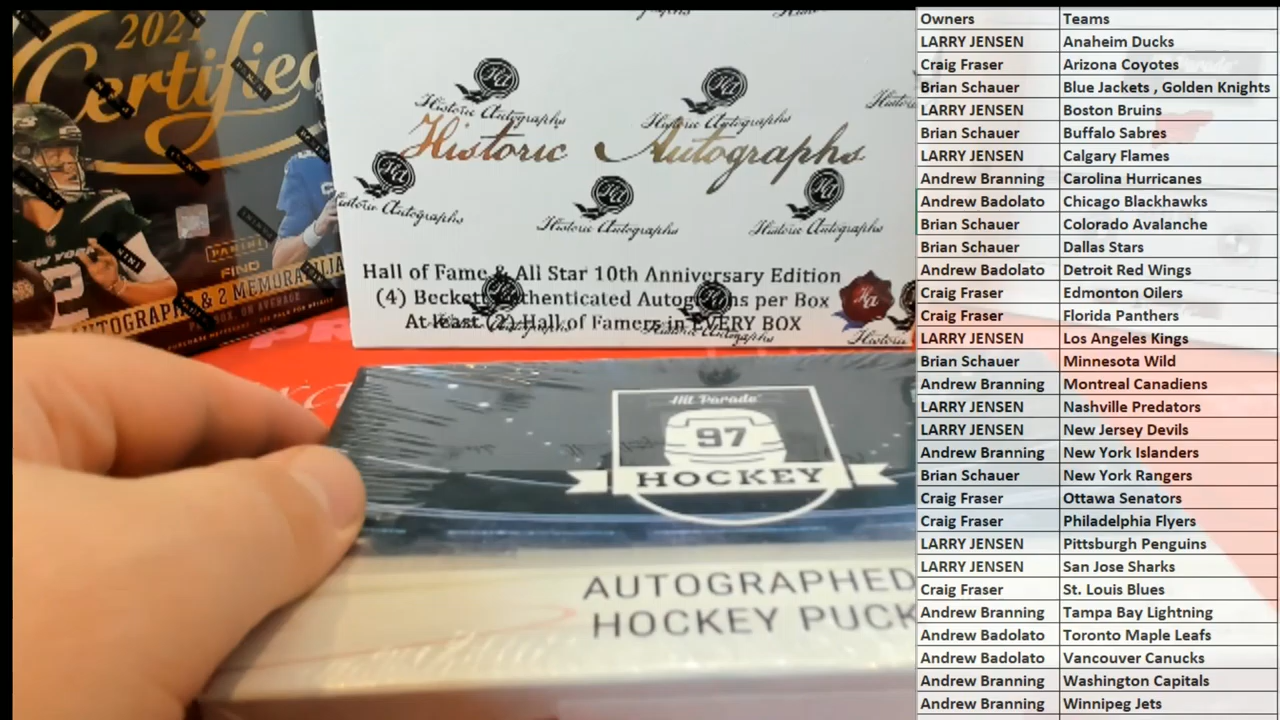 2021
Certified
NEW YORK
2
PANINI
FIND
AUTOGRAPHS & 2 MEMORABILIA
PER BOX, ON AVERAGE
Historic Autographs
Historic Autographs
Historic Autographs
Historic Autographs
Historic Autographs
Historic Autographs
Hall of Fame & All Star 10th Anniversary Edition
(4) Beckett Authenticated Autographs per Box
At least (2) Hall of Famers in EVERY BOX
Hit Parade
97
HOCKEY
AUTOGRAPHED
HOCKEY PUCK
Owners Teams
LARRY JENSEN Anaheim Ducks
Craig Fraser Arizona Coyotes
Brian Schauer Blue Jackets , Golden Knights
LARRY JENSEN Boston Bruins
Brian Schauer Buffalo Sabres
LARRY JENSEN Calgary Flames
Andrew Branning Carolina Hurricanes
Andrew Badolato Chicago Blackhawks
Brian Schauer Colorado Avalanche
Brian Schauer Dallas Stars
Andrew Badolato Detroit Red Wings
Craig Fraser Edmonton Oilers
Craig Fraser Florida Panthers
LARRY JENSEN Los Angeles Kings
Brian Schauer Minnesota Wild
Andrew Branning Montreal Canadiens
LARRY JENSEN Nashville Predators
LARRY JENSEN New Jersey Devils
Andrew Branning New York Islanders
Brian Schauer New York Rangers
Craig Fraser Ottawa Senators
Craig Fraser Philadelphia Flyers
LARRY JENSEN Pittsburgh Penguins
LARRY JENSEN San Jose Sharks
Craig Fraser St. Louis Blues
Andrew Branning Tampa Bay Lightning
Andrew Badolato Toronto Maple Leafs
Andrew Badolato Vancouver Canucks
Andrew Branning Washington Capitals
Andrew Branning Winnipeg Jets